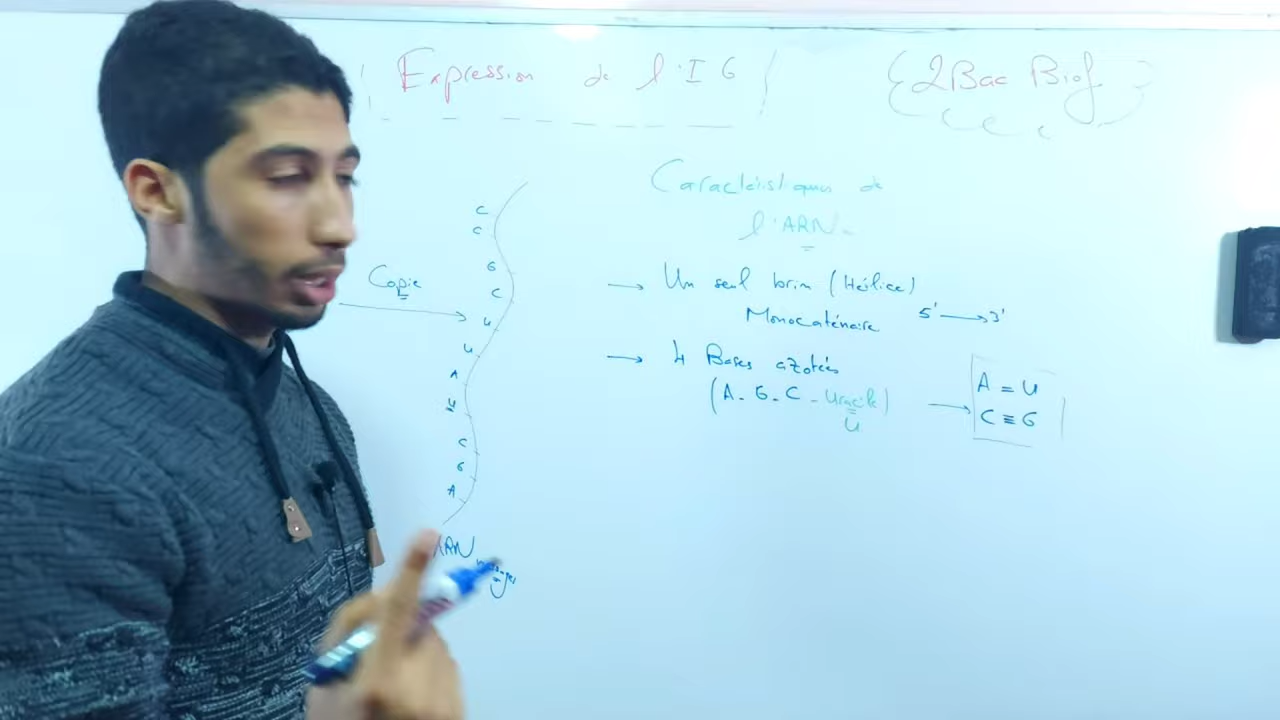 Expression de l'IG
2Bac Biof
Caractéristiques de
l'ARN
→ Un seul brin (Hélice)
Monocaténaire 5' → 3'
→ 4 Bases azotées
(A - G - C - Uracile)
U
→ A = U
C ≡ G
Copie
C
C
G
C
U
U
A
U
C
G
A
ARN
messager